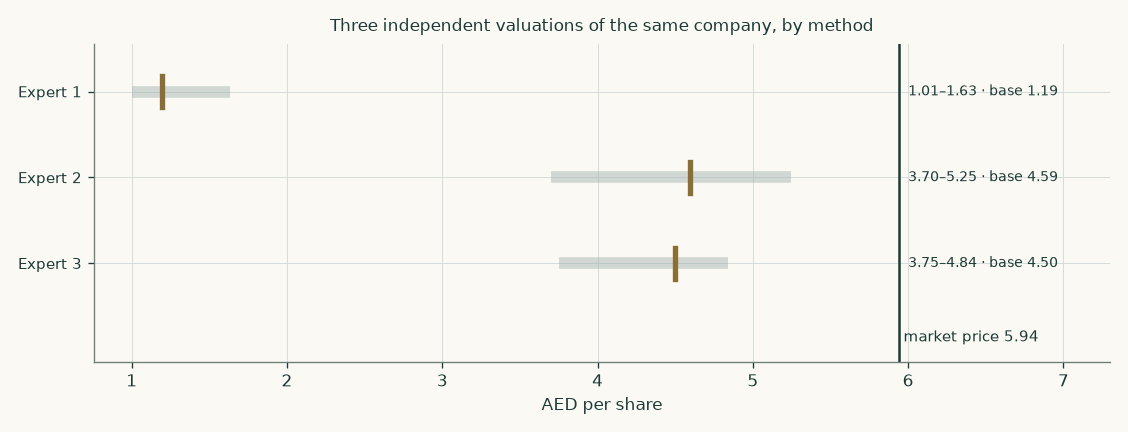 Three independent valuations of the same company, by method
Expert 1
1.01–1.63 · base 1.19
Expert 2
3.70–5.25 · base 4.59
Expert 3
3.75–4.84 · base 4.50
market price 5.94
1 2 3 4 5 6 7
AED per share